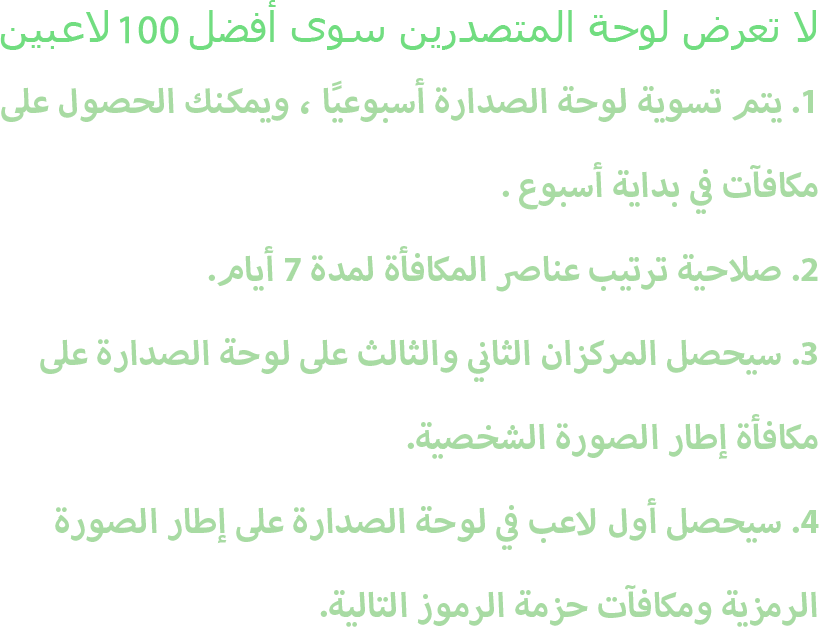 لا تعرض لوحة المتصدرين سوى أفضل 100 لاعبين
1. يتم تسوية لوحة الصدارة أسبوعيًا ، ويمكنك الحصول على
مكافآت في بداية أسبوع .
2. صلاحية ترتيب عناصر المكافأة لمدة 7 أيام.
3. سيحصل المركزان الثاني والثالث على لوحة الصدارة على
مكافأة إطار الصورة الشخصية.
4. سيحصل أول لاعب في لوحة الصدارة على إطار الصورة
الرمزية ومكافآت حزمة الرموز التالية.